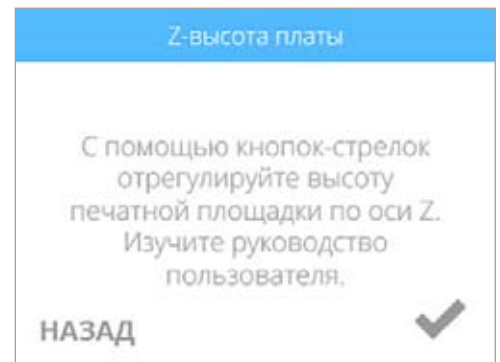 Z-высота платы
С помощью кнопок-стрелок
отрегулируйте высоту
печатной площадки по оси Z.
Изучите руководство
пользователя.
НАЗАД